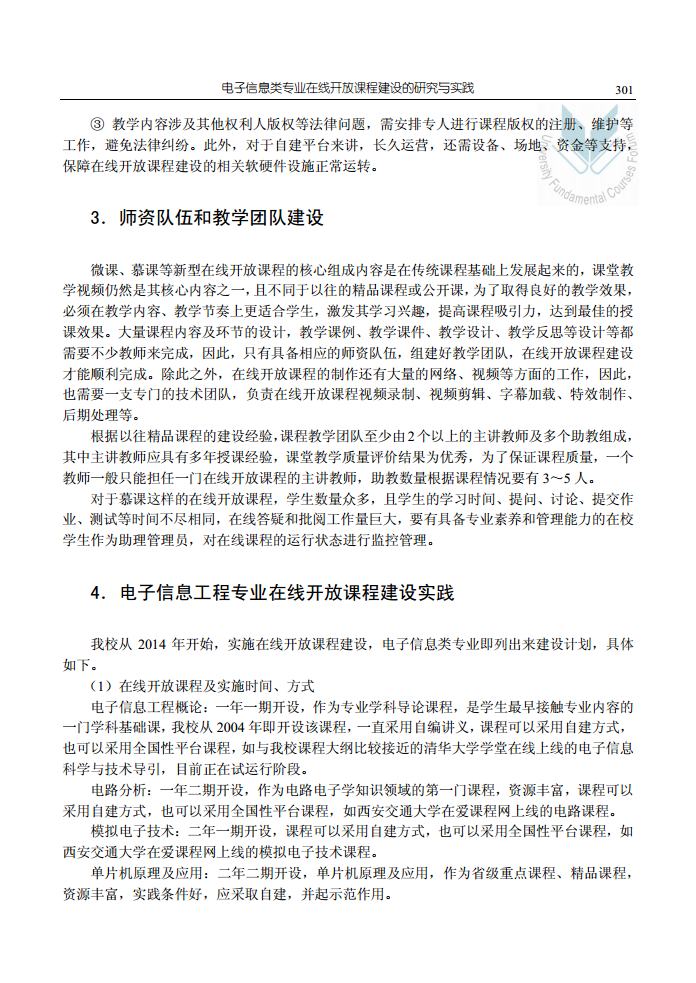 电子信息类专业在线开放课程建设的研究与实践 301
③ 教学内容涉及其他权利人版权等法律问题，需安排专人进行课程版权的注册、维护等
工作，避免法律纠纷。此外，对于自建平台来讲，长久运营，还需设备、场地、资金等支持，
保障在线开放课程建设的相关软硬件设施正常运转。
University Fundamental Courses Forum
3．师资队伍和教学团队建设
微课、慕课等新型在线开放课程的核心组成内容是在传统课程基础上发展起来的，课堂教
学视频仍然是其核心内容之一，且不同于以往的精品课程或公开课，为了取得良好的教学效果，
必须在教学内容、教学节奏上更适合学生，激发其学习兴趣，提高课程吸引力，达到最佳的授
课效果。大量课程内容及环节的设计，教学课例、教学课件、教学设计、教学反思等设计等都
需要不少教师来完成，因此，只有具备相应的师资队伍，组建好教学团队，在线开放课程建设
才能顺利完成。除此之外，在线开放课程的制作还有大量的网络、视频等方面的工作，因此，
也需要一支专门的技术团队，负责在线开放课程视频录制、视频剪辑、字幕加载、特效制作、
后期处理等。
根据以往精品课程的建设经验，课程教学团队至少由 2 个以上的主讲教师及多个助教组成，
其中主讲教师应具有多年授课经验，课堂教学质量评价结果为优秀，为了保证课程质量，一个
教师一般只能担任一门在线开放课程的主讲教师，助教数量根据课程情况要有 3～5 人。
对于慕课这样的在线开放课程，学生数量众多，且学生的学习时间、提问、讨论、提交作
业、测试等时间不尽相同，在线答疑和批阅工作量巨大，要有具备专业素养和管理能力的在校
学生作为助理管理员，对在线课程的运行状态进行监控管理。
4．电子信息工程专业在线开放课程建设实践
我校从 2014 年开始，实施在线开放课程建设，电子信息类专业即列出来建设计划，具体
如下。
（1）在线开放课程及实施时间、方式
电子信息工程概论：一年一期开设，作为专业学科导论课程，是学生最早接触专业内容的
一门学科基础课，我校从 2004 年即开设该课程，一直采用自编讲义，课程可以采用自建方式，
也可以采用全国性平台课程，如与我校课程大纲比较接近的清华大学学堂在线上线的电子信息
科学与技术导引，目前正在试运行阶段。
电路分析：一年二期开设，作为电路电子学知识领域的第一门课程，资源丰富，课程可以
采用自建方式，也可以采用全国性平台课程，如西安交通大学在爱课程网上线的电路课程。
模拟电子技术：二年一期开设，课程可以采用自建方式，也可以采用全国性平台课程，如
西安交通大学在爱课程网上线的模拟电子技术课程。
单片机原理及应用：二年二期开设，单片机原理及应用，作为省级重点课程、精品课程，
资源丰富，实践条件好，应采取自建，并起示范作用。